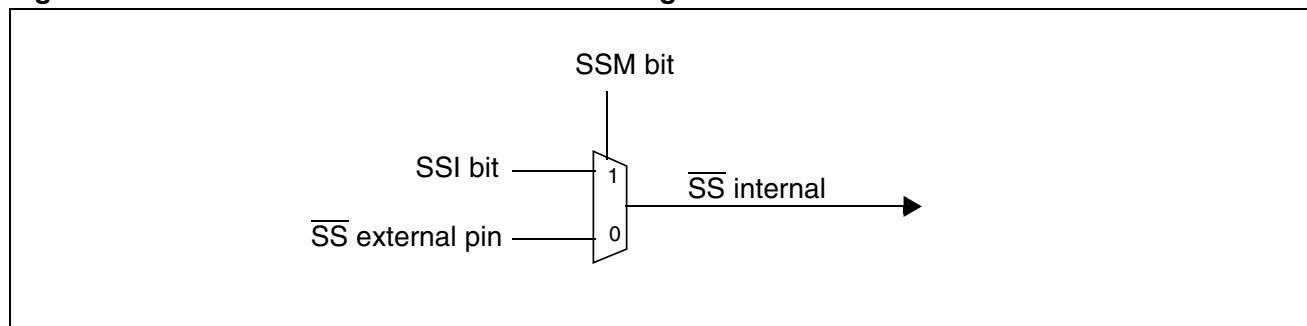 SSM bit
SSI bit
1
SS internal
SS external pin
0